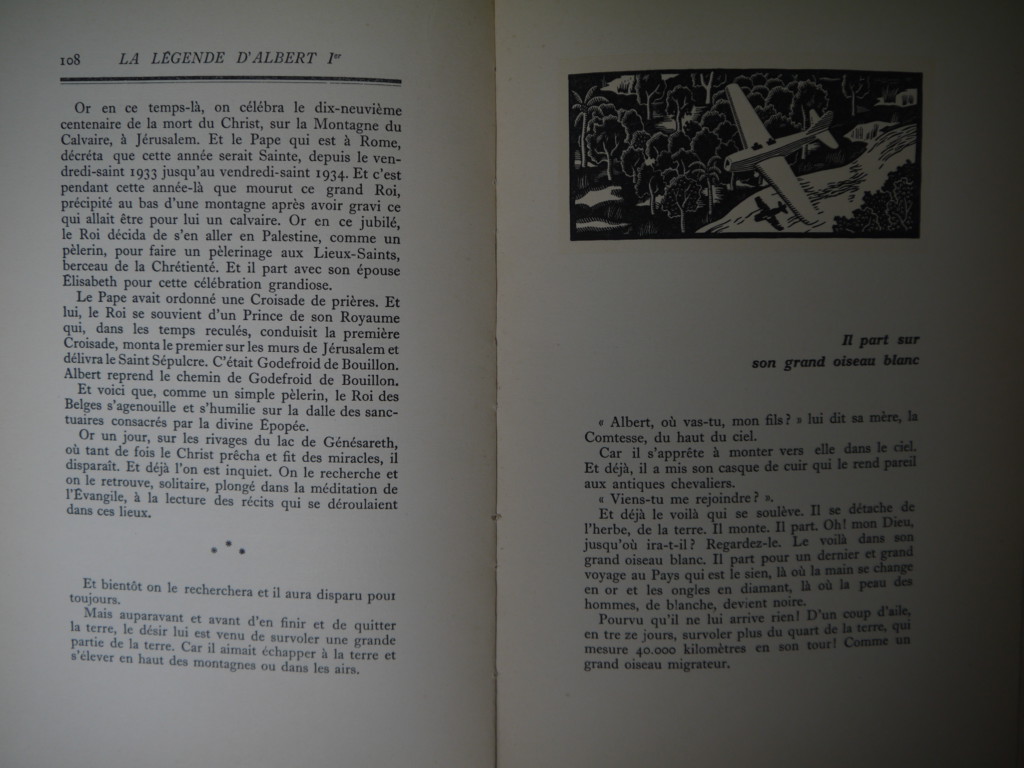 108 LA LÉGENDE D'ALBERT Ier
Or en ce temps-là, on célébra le dix-neuvième
centenaire de la mort du Christ, sur la Montagne du
Calvaire, à Jérusalem. Et le Pape qui est à Rome,
décréta que cette année serait Sainte, depuis le ven-
dredi-saint 1933 jusqu'au vendredi-saint 1934. Et c'est
pendant cette année-là que mourut ce grand Roi,
précipité au bas d'une montagne après avoir gravi ce
qui allait être pour lui un calvaire. Or en ce jubilé,
le Roi décida de s'en aller en Palestine, comme un
pèlerin, pour faire un pèlerinage aux Lieux-Saints,
berceau de la Chrétienté. Et il part avec son épouse
Élisabeth pour cette célébration grandiose.
Le Pape avait ordonné une Croisade de prières. Et
lui, le Roi se souvient d'un Prince de son Royaume
qui, dans les temps reculés, conduisit la première
Croisade, monta le premier sur les murs de Jérusalem et
délivra le Saint Sépulcre. C'était Godefroid de Bouillon.
Albert reprend le chemin de Godefroid de Bouillon.
Et voici que, comme un simple pèlerin, le Roi des
Belges s'agenouille et s'humilie sur la dalle des sanc-
tuaires consacrés par la divine Épopée.
Or un jour, sur les rivages du lac de Génésareth,
où tant de fois le Christ prêcha et fit des miracles, il
disparaît. Et déjà l'on est inquiet. On le recherche et
on le retrouve, solitaire, plongé dans la méditation de
l'Évangile, à la lecture des récits qui se déroulaient
dans ces lieux.
* * *
Et bientôt on le recherchera et il aura disparu pour
toujours.
Mais auparavant et avant d'en finir et de quitter
la terre, le désir lui est venu de survoler une grande
partie de la terre. Car il aimait échapper à la terre et
s'élever en haut des montagnes ou dans les airs.
Il part sur
son grand oiseau blanc
« Albert, où vas-tu, mon fils? » lui dit sa mère, la
Comtesse, du haut du ciel.
Car il s'apprête à monter vers elle dans le ciel.
Et déjà, il a mis son casque de cuir qui le rend pareil
aux antiques chevaliers.
« Viens-tu me rejoindre? ».
Et déjà le voilà qui se soulève. Il se détache de
l'herbe, de la terre. Il monte. Il part. Oh! mon Dieu,
jusqu'où ira-t-il? Regardez-le. Le voilà dans son
grand oiseau blanc. Il part pour un dernier et grand
voyage au Pays qui est le sien, là où la main se change
en or et les ongles en diamant, là où la peau des
hommes, de blanche, devient noire.
Pourvu qu'il ne lui arrive rien! D'un coup d'aile,
en tre ze jours, survoler plus du quart de la terre, qui
mesure 40.000 kilomètres en son tour! Comme un
grand oiseau migrateur.